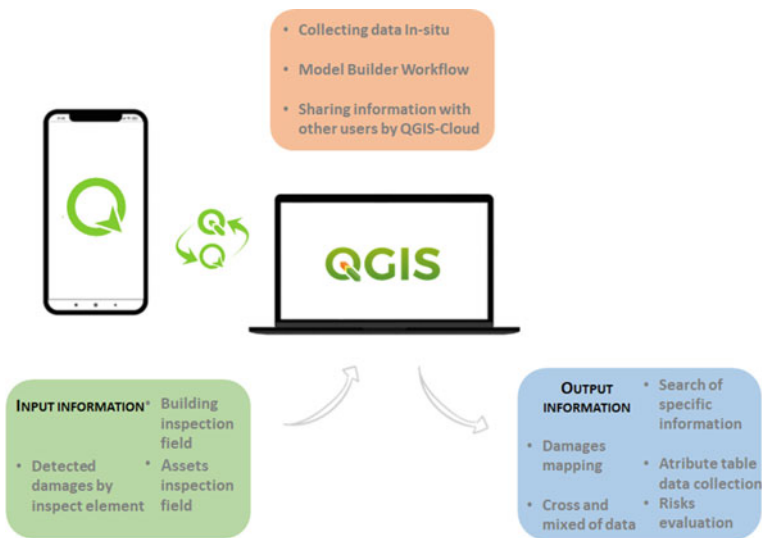 • Collecting data In-situ
• Model Builder Workflow
• Sharing information with
other users by QGIS-Cloud
QGIS
INPUT INFORMATION
• Detected
damages by
inspect element
• Building
inspection
field
• Assets
inspection
field
OUTPUT
INFORMATION
• Damages
mapping
• Cross and
mixed of data
• Search of
specific
information
• Atribute table
data collection
• Risks
evaluation